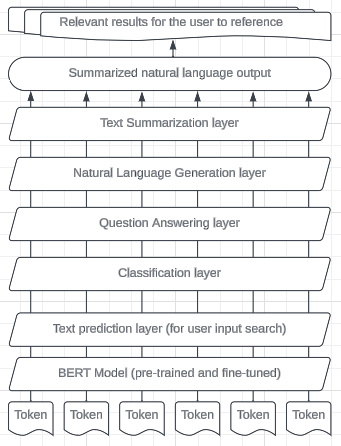 Relevant results for the user to reference
Summarized natural language output
Text Summarization layer
Natural Language Generation layer
Question Answering layer
Classification layer
Text prediction layer (for user input search)
BERT Model (pre-trained and fine-tuned)
Token Token Token Token Token Token